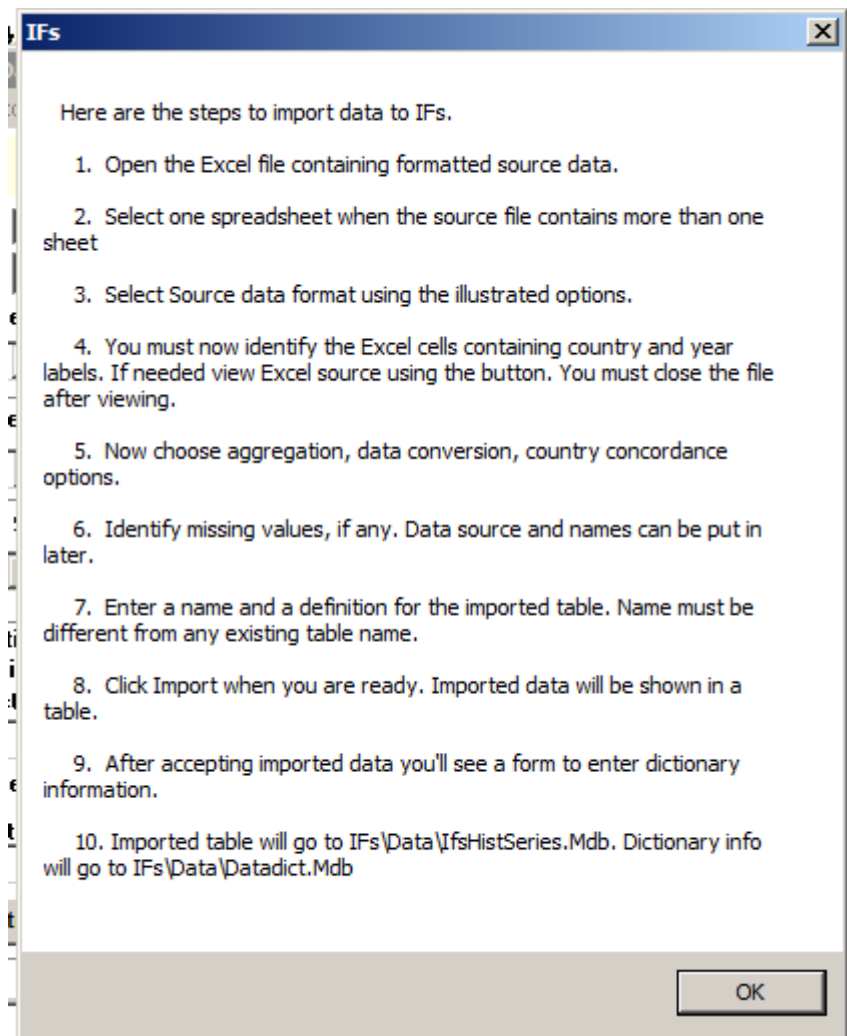 IFs
Here are the steps to import data to IFs.
1. Open the Excel file containing formatted source data.
2. Select one spreadsheet when the source file contains more than one
sheet
3. Select Source data format using the illustrated options.
4. You must now identify the Excel cells containing country and year
labels. If needed view Excel source using the button. You must close the file
after viewing.
5. Now choose aggregation, data conversion, country concordance
options.
6. Identify missing values, if any. Data source and names can be put in
later.
7. Enter a name and a definition for the imported table. Name must be
different from any existing table name.
8. Click Import when you are ready. Imported data will be shown in a
table.
9. After accepting imported data you'll see a form to enter dictionary
information.
10. Imported table will go to IFs\Data\IfsHistSeries.Mdb. Dictionary info
will go to IFs\Data\Datadict.Mdb
OK